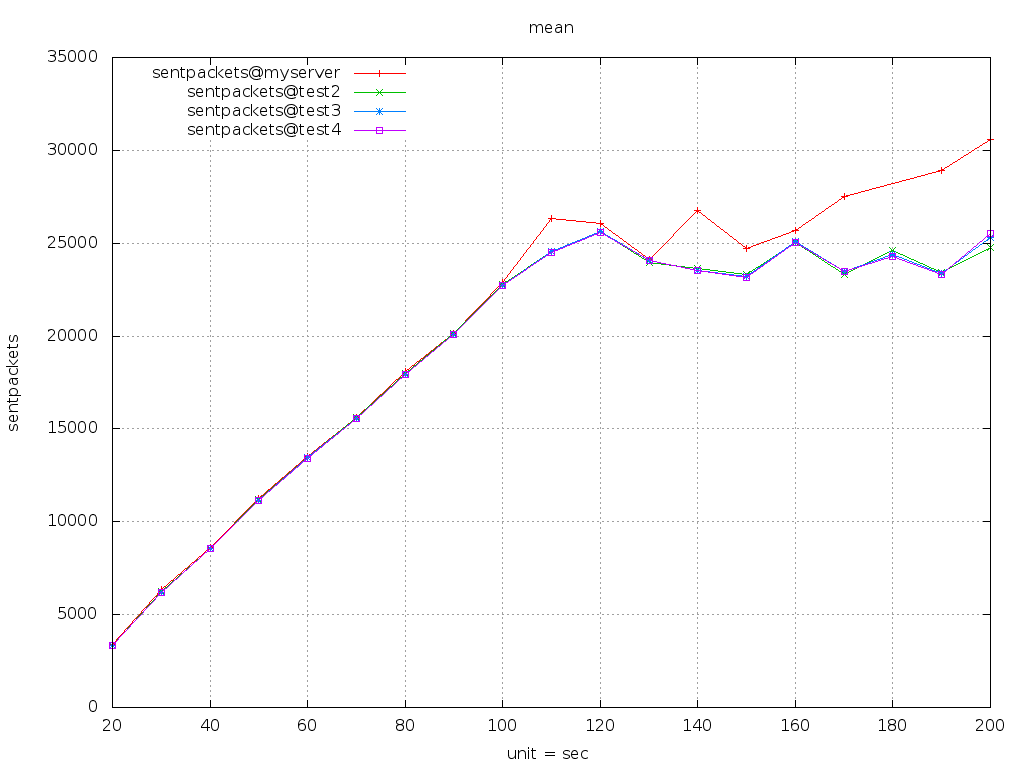 mean
35000
30000
25000
20000
15000
10000
5000
0
sentpackets@myserver
sentpackets@test2
sentpackets@test3
sentpackets@test4
sentpackets
20 40 60 80 100 120 140 160 180 200
unit = sec